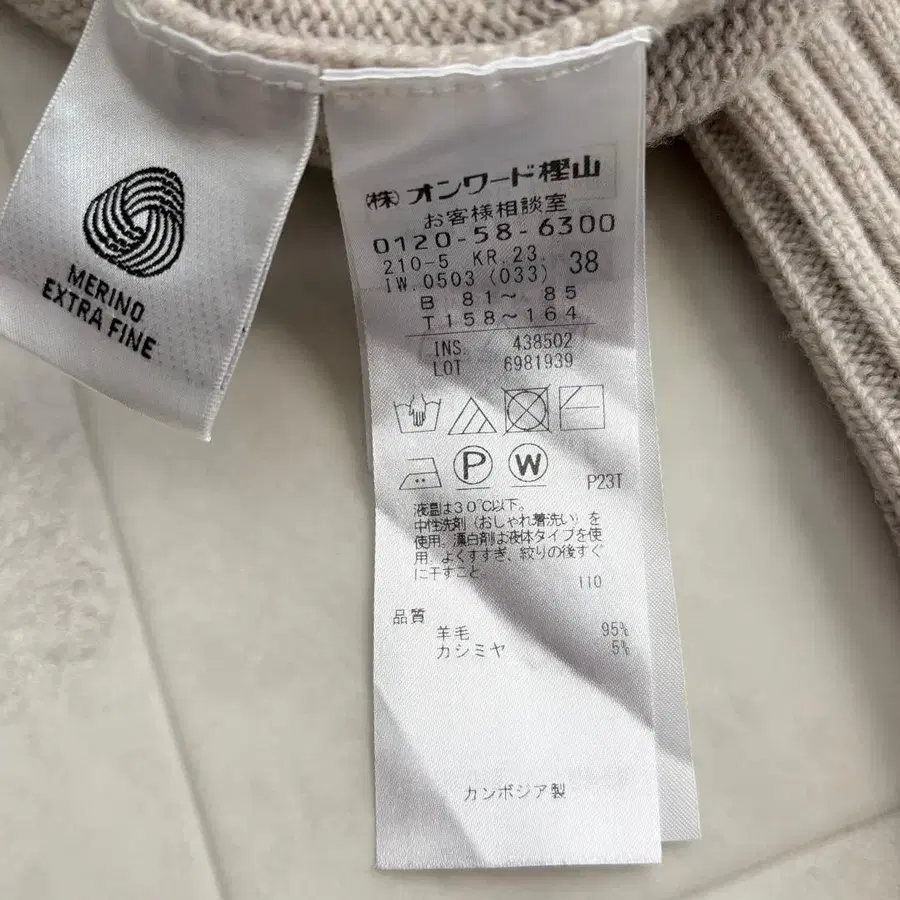 MERINO
EXTRA FINE
(株)オンワード樫山
お客様相談室
0120-58-6300
210-5 KR.23.
IW.0503 (033) 38
B 81〜 85
T158〜164
INS. 438502
LOT 6981939
P W
P23T
液温は30℃以下。
中性洗剤(おしゃれ着洗い)を
使用。漂白剤は液体タイプを使
用。よくすすぎ、絞りの後すぐ
に干すこと。
110
品質
羊毛 95%
カシミヤ 5%
カンボジア製